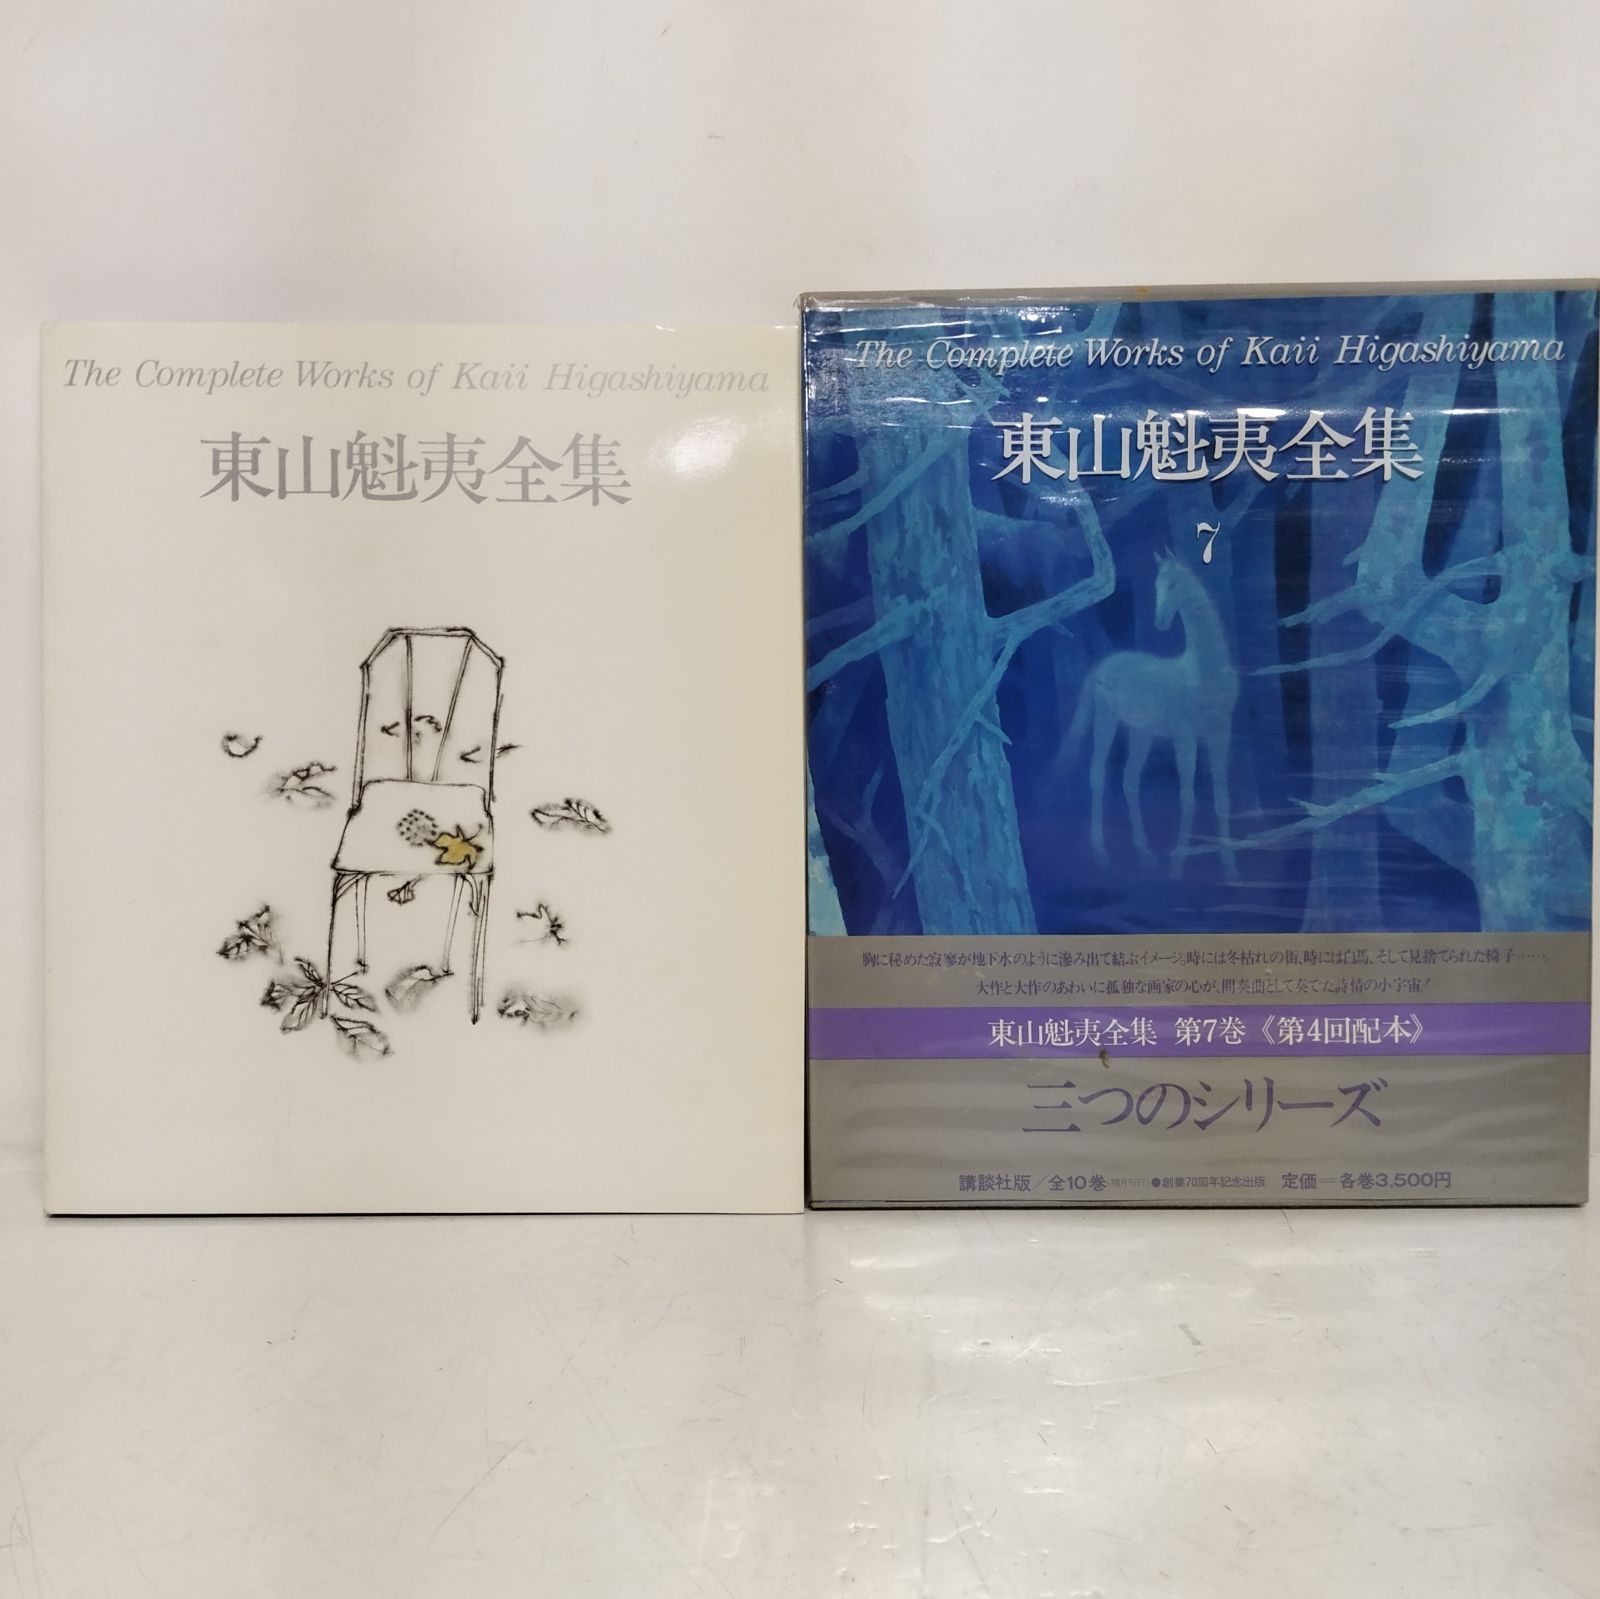 The Complete Works of Kaii Higashiyama
東山魁夷全集
The Complete Works of Kaii Higashiyama
東山魁夷全集
7
胸に秘めた寂寥が地下水のように滲み出て結ぶイメージ。時には冬枯れの街、時には白馬、そして見捨てられた椅子……。
大作と大作のあわいに孤独な画家の心が、間奏曲として奏でた詩情の小宇宙!
東山魁夷全集 第7巻《第4回配本》
三つのシリーズ
講談社版/全10巻(隔月刊行)●創業70周年記念出版 定価=各巻3,500円